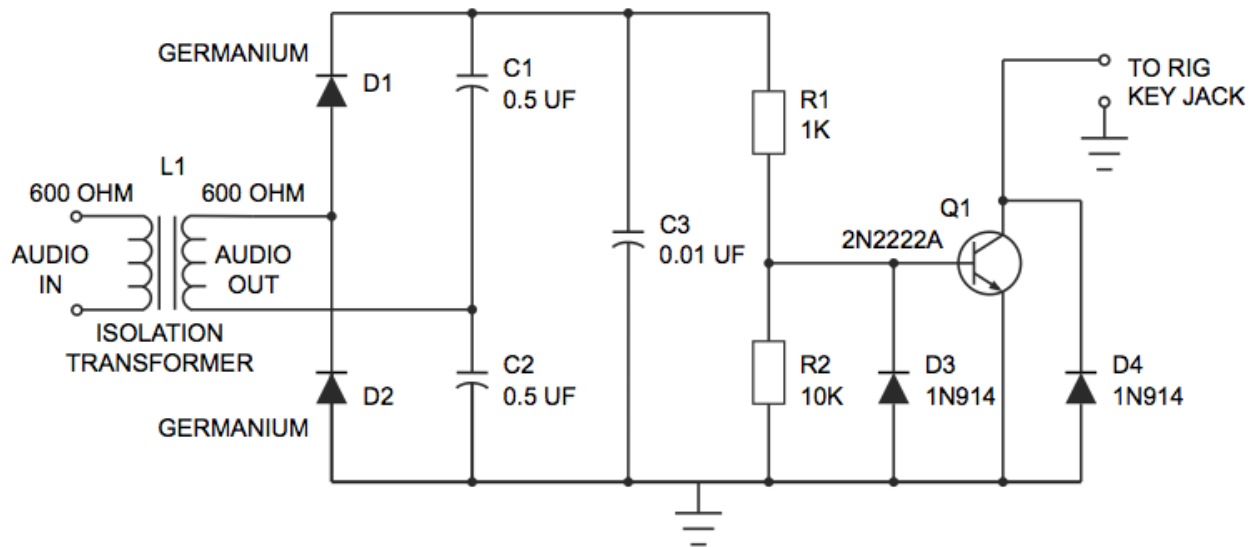 GERMANIUM
D1
C1
0.5 UF
R1
1K
TO RIG
KEY JACK
L1
600 OHM
600 OHM
AUDIO
IN
AUDIO
OUT
ISOLATION
TRANSFORMER
C3
0.01 UF
Q1
2N2222A
GERMANIUM
D2
C2
0.5 UF
R2
10K
D3
1N914
D4
1N914